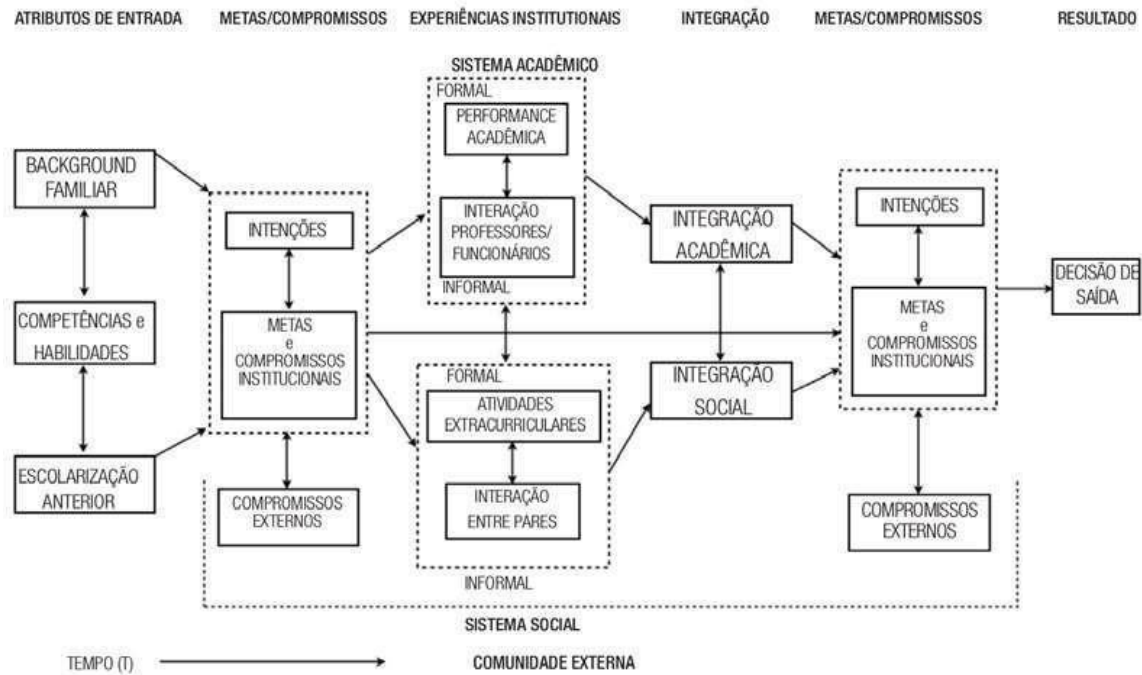 ATRIBUTOS DE ENTRADA
METAS/COMPROMISSOS
EXPERIÊNCIAS INSTITUTIONAIS
INTEGRAÇÃO
METAS/COMPROMISSOS
RESULTADO
BACKGROUND
FAMILIAR
COMPETÊNCIAS e
HABILIDADES
ESCOLARIZAÇÃO
ANTERIOR
INTENÇÕES
METAS
e
COMPROMISSOS
INSTITUCIONAIS
COMPROMISSOS
EXTERNOS
SISTEMA ACADÊMICO
FORMAL
PERFORMANCE
ACADÊMICA
INTERAÇÃO
PROFESSORES/
FUNCIONÁRIOS
INFORMAL
FORMAL
ATIVIDADES
EXTRACURRICULARES
INTERAÇÃO
ENTRE PARES
INFORMAL
SISTEMA SOCIAL
INTEGRAÇÃO
ACADÊMICA
INTEGRAÇÃO
SOCIAL
INTENÇÕES
METAS
e
COMPROMISSOS
INSTITUCIONAIS
COMPROMISSOS
EXTERNOS
DECISÃO DE
SAÍDA
TEMPO (T)
COMUNIDADE EXTERNA